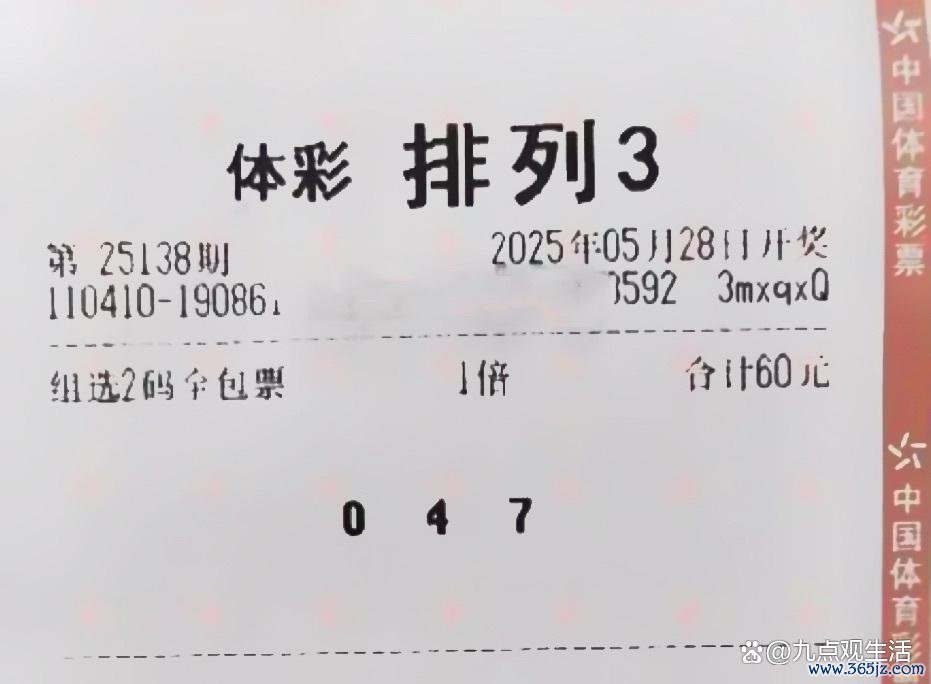 体彩 排列3
第 25138期 2025年05月28日开奖
110410-190861 3592 3mxqxQ
组选2码全包票 1倍 合计60元
0 4 7
中国体育彩票
中国体育彩
@九点观生活
www.365jz.com